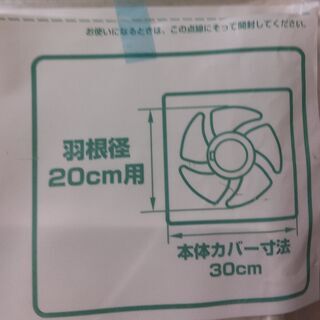 お使いになるときは、この点線にそって開封してください。
羽根径
20cm用
本体カバー寸法
30cm